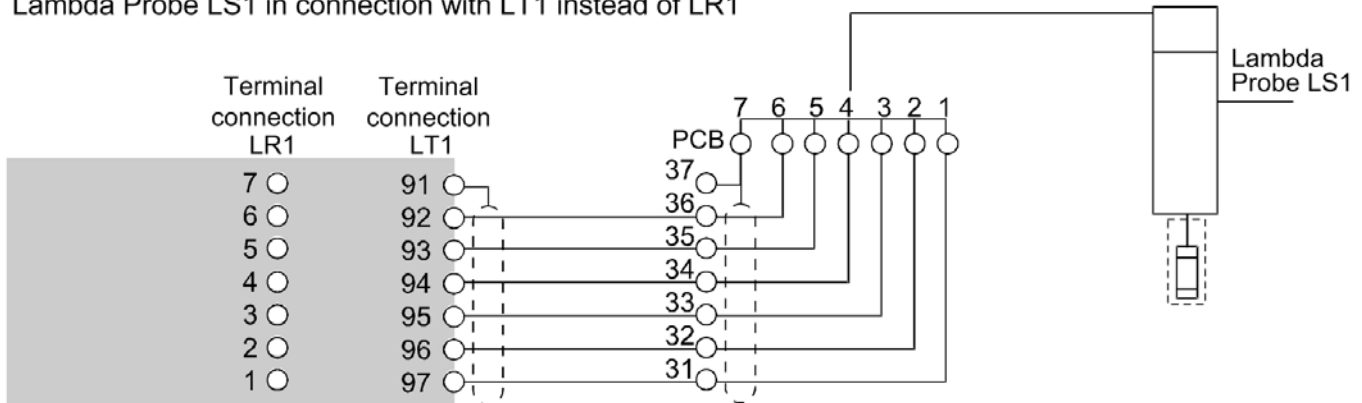 Lambda Probe LS1 in connection with LT1 instead of LR1
Lambda
Probe LS1
Terminal
connection
LR1
Terminal
connection
LT1
7 6 5 4 3 2 1
PCB
7 91 37
6 92 36
5 93 35
4 94 34
3 95 33
2 96 32
1 97 31